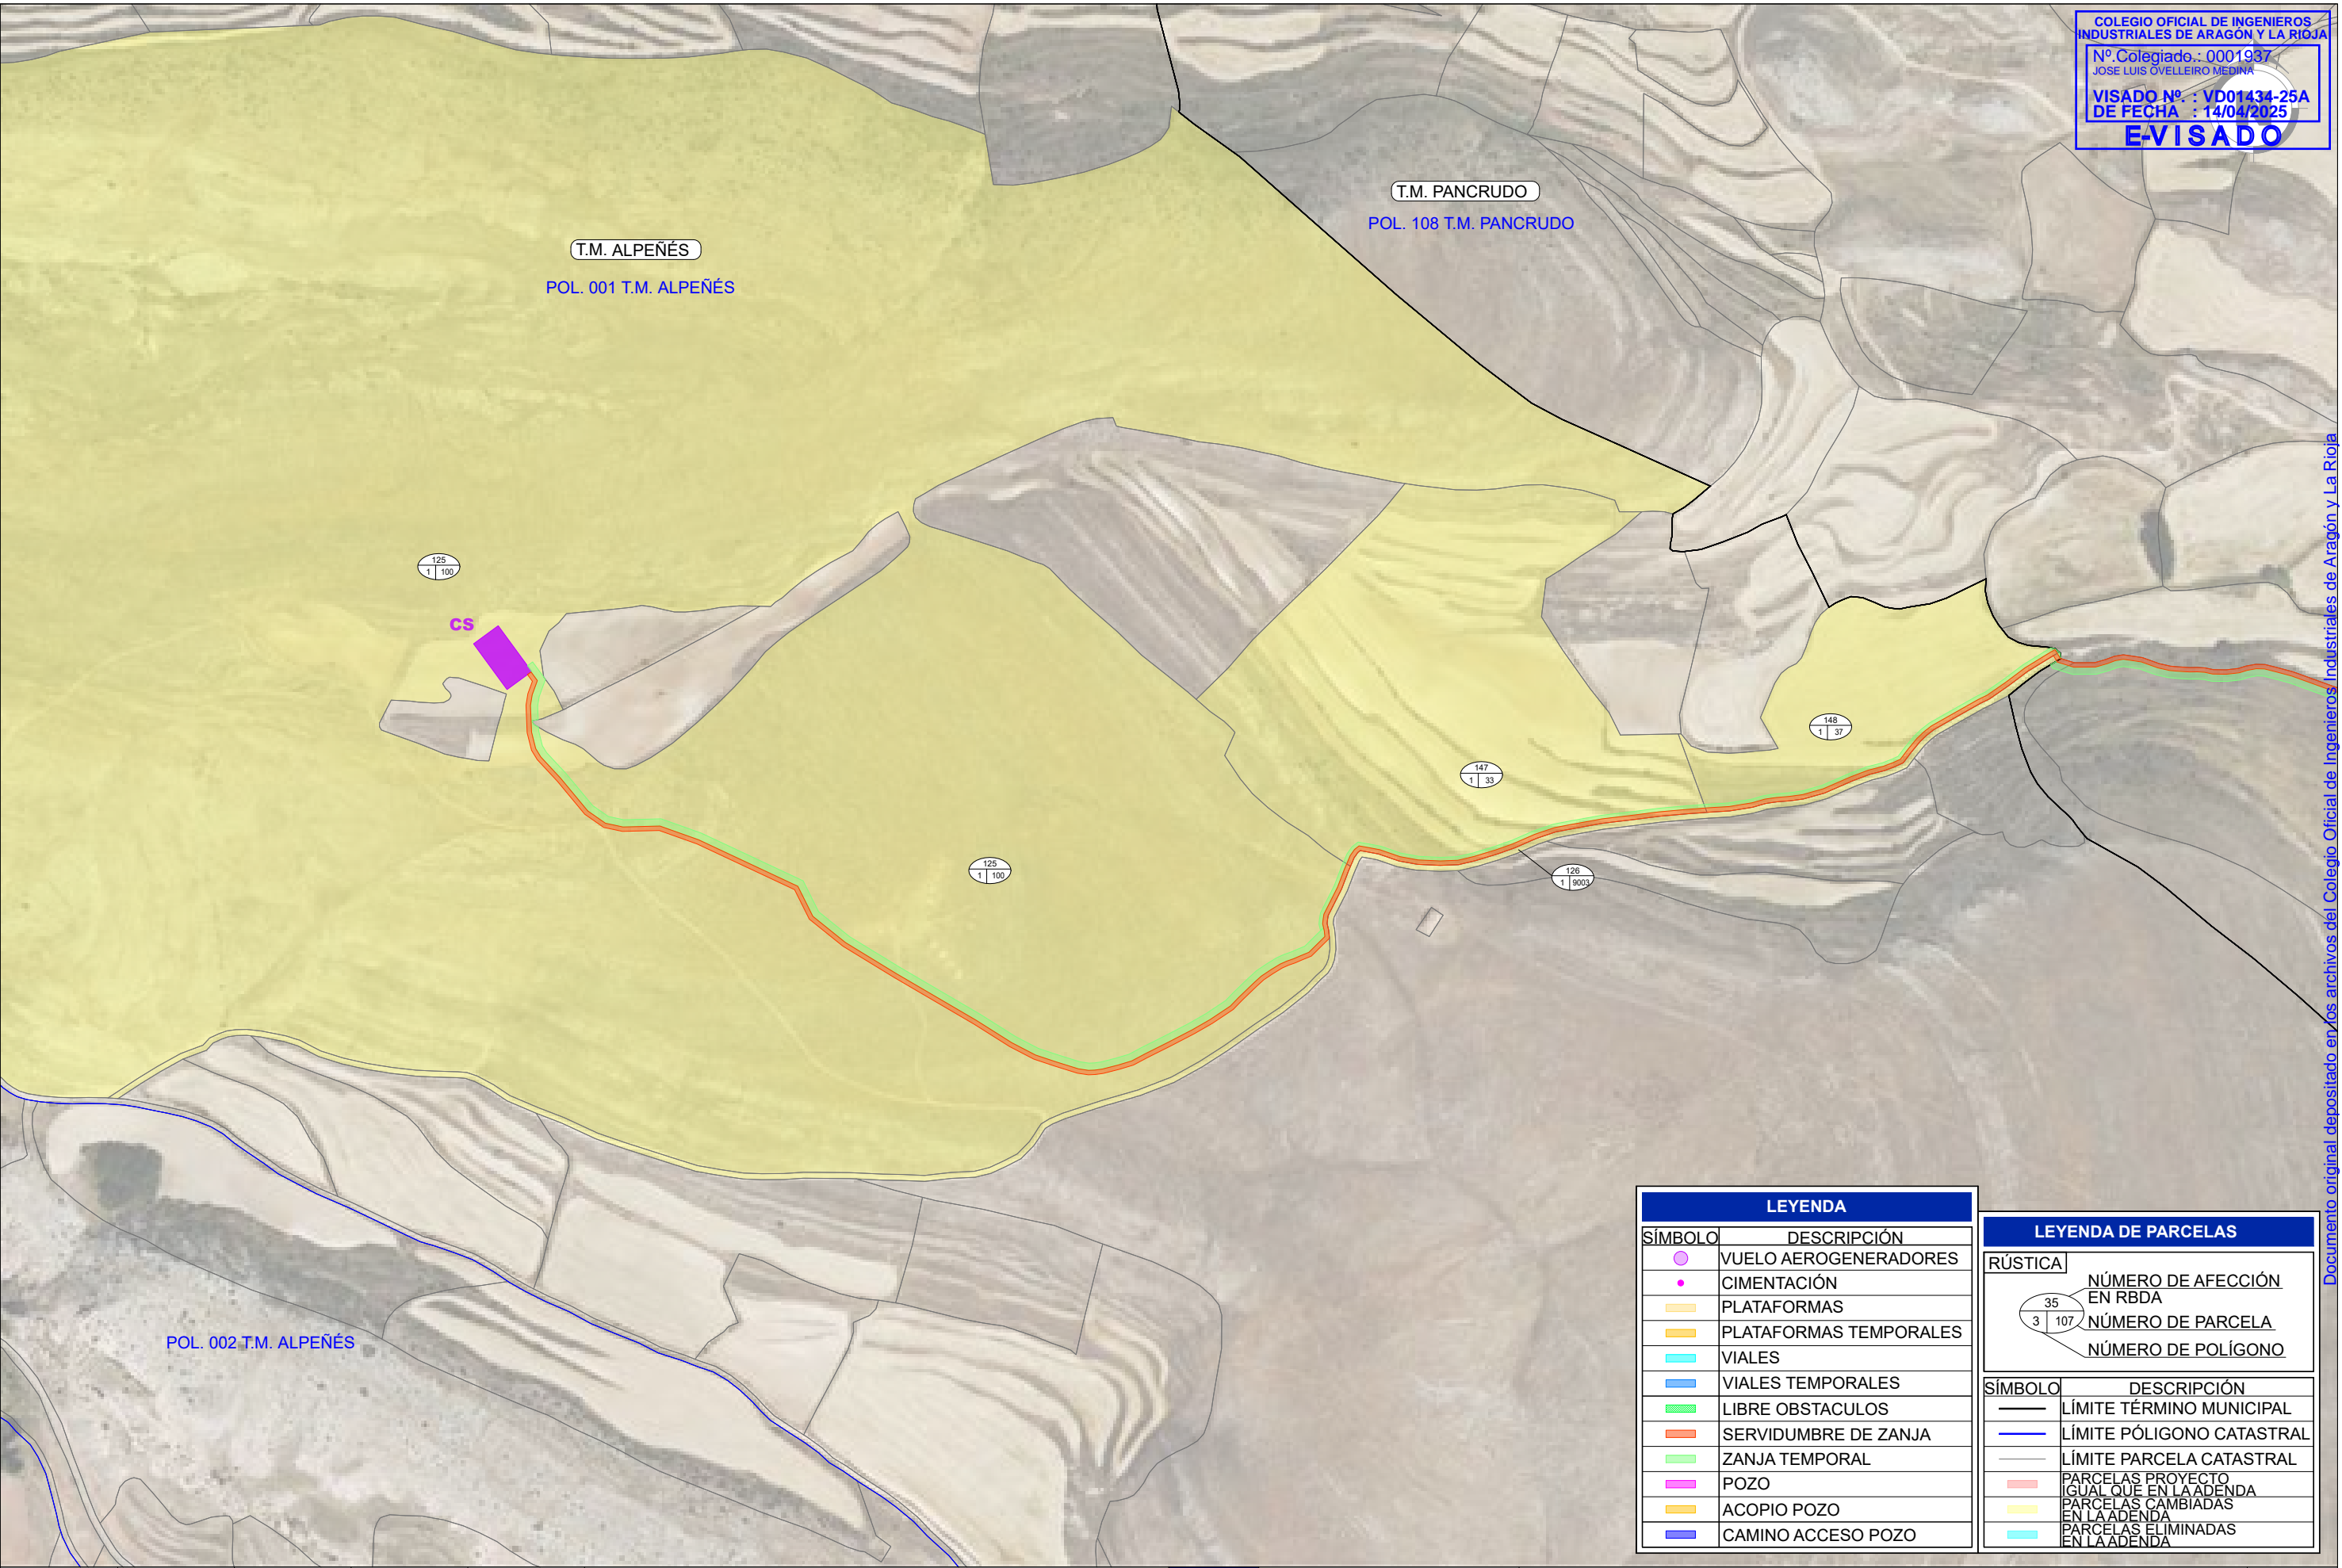 COLEGIO OFICIAL DE INGENIEROS
INDUSTRIALES DE ARAGÓN Y LA RIOJA
Nº.Colegiado.: 0001937
JOSE LUIS OVELLEIRO MEDINA
VISADO Nº. : VD01434-25A
DE FECHA : 14/04/2025
E-VISADO
T.M. PANCRUDO
POL. 108 T.M. PANCRUDO
T.M. ALPEÑÉS
POL. 001 T.M. ALPEÑÉS
125
1 100
CS
148
1 37
147
1 33
125
1 100
126
1 9003
POL. 002 T.M. ALPEÑÉS
Documento original depositado en los archivos del Colegio Oficial de Ingenieros Industriales de Aragón y La Rioja
LEYENDA
SÍMBOLO DESCRIPCIÓN
VUELO AEROGENERADORES
CIMENTACIÓN
PLATAFORMAS
PLATAFORMAS TEMPORALES
VIALES
VIALES TEMPORALES
LIBRE OBSTACULOS
SERVIDUMBRE DE ZANJA
ZANJA TEMPORAL
POZO
ACOPIO POZO
CAMINO ACCESO POZO
LEYENDA DE PARCELAS
RÚSTICA
NÚMERO DE AFECCIÓN
EN RBDA
35
3 107
NÚMERO DE PARCELA
NÚMERO DE POLÍGONO
SÍMBOLO DESCRIPCIÓN
LÍMITE TÉRMINO MUNICIPAL
LÍMITE PÓLIGONO CATASTRAL
LÍMITE PARCELA CATASTRAL
PARCELAS PROYECTO
IGUAL QUE EN LA ADENDA
PARCELAS CAMBIADAS
EN LA ADENDA
PARCELAS ELIMINADAS
EN LA ADENDA